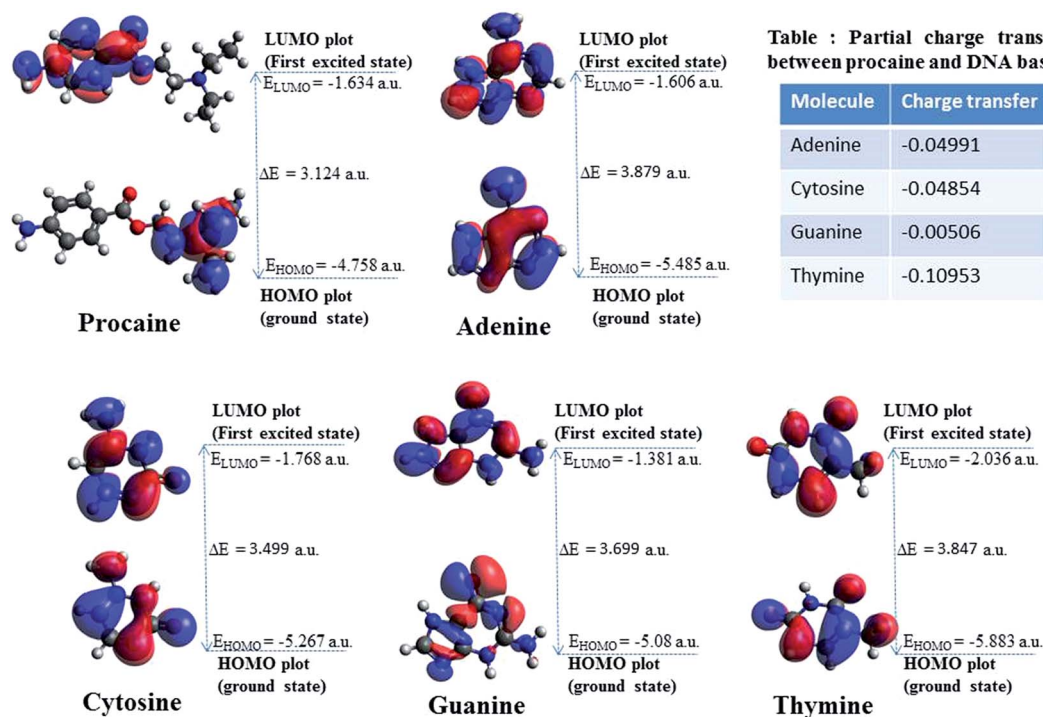 LUMO plot
(First excited state)
E_LUMO = -1.634 a.u.
ΔE = 3.124 a.u.
E_HOMO = -4.758 a.u.
HOMO plot
(ground state)
Procaine
LUMO plot
(First excited state)
E_LUMO = -1.606 a.u.
ΔE = 3.879 a.u.
E_HOMO = -5.485 a.u.
HOMO plot
(ground state)
Adenine
Table : Partial charge trans
between procaine and DNA bas
Molecule Charge transfer
Adenine -0.04991
Cytosine -0.04854
Guanine -0.00506
Thymine -0.10953
LUMO plot
(First excited state)
E_LUMO = -1.768 a.u.
ΔE = 3.499 a.u.
E_HOMO = -5.267 a.u.
HOMO plot
(ground state)
Cytosine
LUMO plot
(First excited state)
E_LUMO = -1.381 a.u.
ΔE = 3.699 a.u.
E_HOMO = -5.08 a.u.
HOMO plot
(ground state)
Guanine
LUMO plot
(First excited state)
E_LUMO = -2.036 a.u.
ΔE = 3.847 a.u.
E_HOMO = -5.883 a.u.
HOMO plot
(ground state)
Thymine